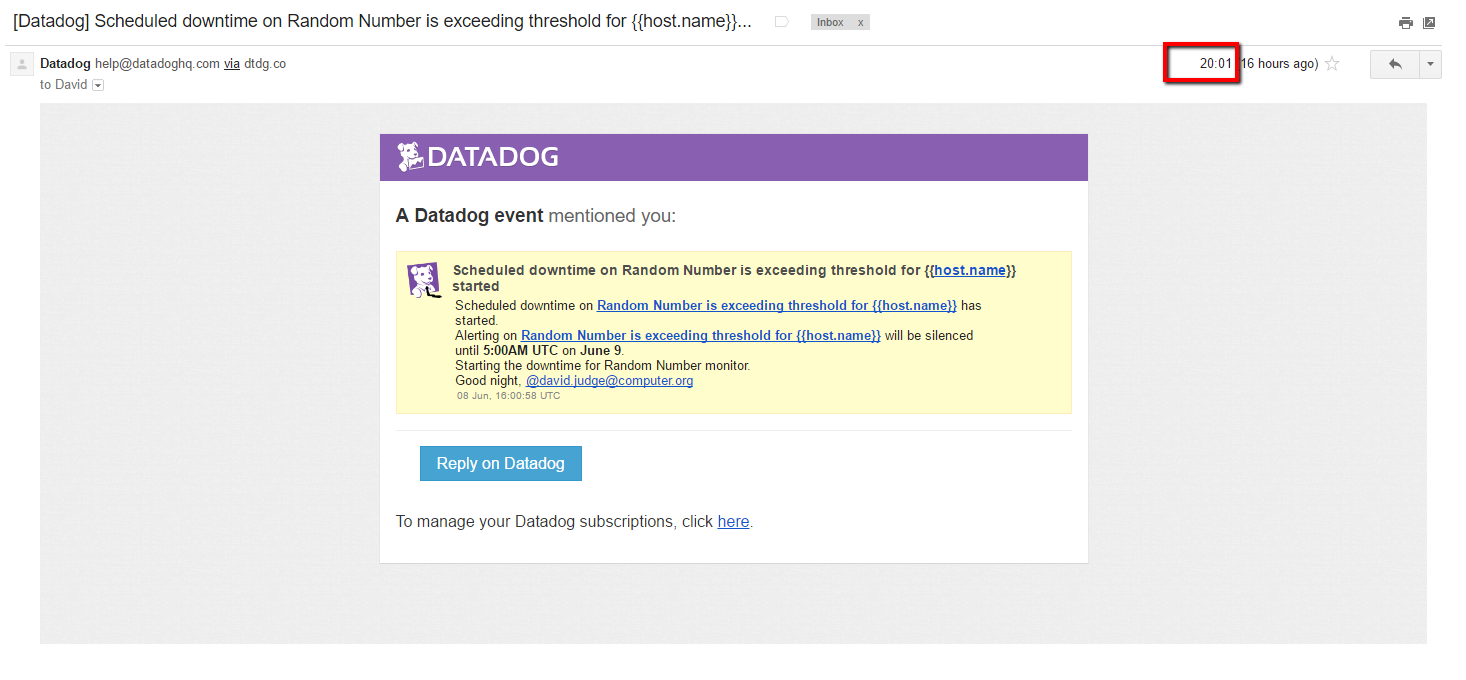 [Datadog] Scheduled downtime on Random Number is exceeding threshold for {{host.name}}...
Inbox x
Datadog help@datadoghq.com via dtdg.co
20:01 (16 hours ago)
to David
DATADOG
A Datadog event mentioned you:
Scheduled downtime on Random Number is exceeding threshold for {{host.name}}
started
Scheduled downtime on Random Number is exceeding threshold for {{host.name}} has
started.
Alerting on Random Number is exceeding threshold for {{host.name}} will be silenced
until 5:00AM UTC on June 9.
Starting the downtime for Random Number monitor.
Good night, @david.judge@computer.org
08 Jun, 16:00:58 UTC
Reply on Datadog
To manage your Datadog subscriptions, click here.